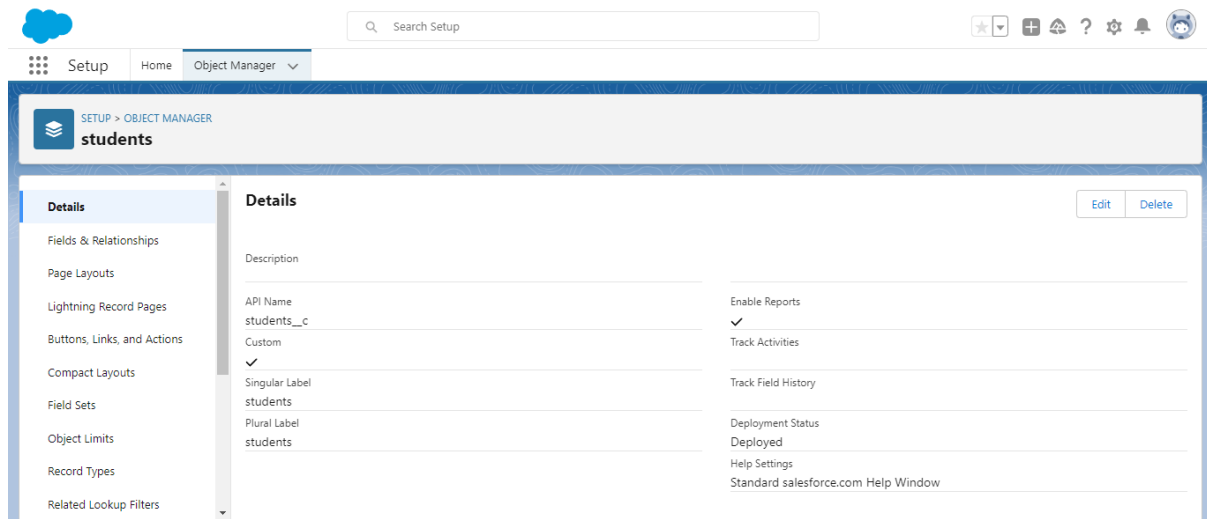 Search Setup
Setup
Home
Object Manager
SETUP > OBJECT MANAGER
students
Details
Fields & Relationships
Page Layouts
Lightning Record Pages
Buttons, Links, and Actions
Compact Layouts
Field Sets
Object Limits
Record Types
Related Lookup Filters
Details
Edit
Delete
Description
API Name
students__c
Custom
Singular Label
students
Plural Label
students
Enable Reports
Track Activities
Track Field History
Deployment Status
Deployed
Help Settings
Standard salesforce.com Help Window